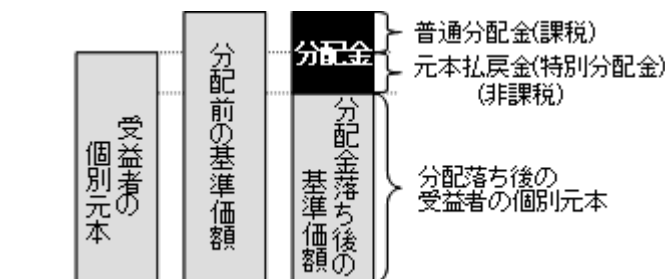 受益者の
個別元本
分配前の基準価額
分配金
分配金落ち後の
基準価額
普通分配金(課税)
元本払戻金(特別分配金)
(非課税)
分配落ち後の
受益者の個別元本